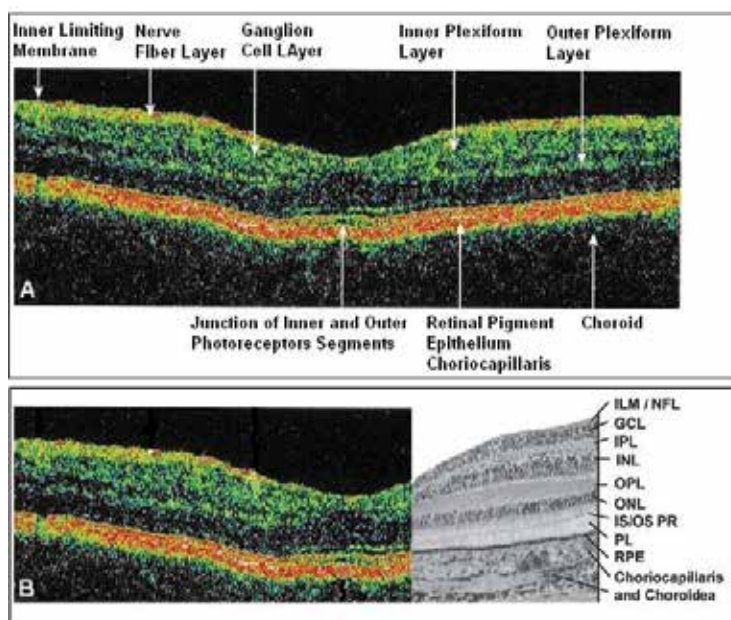 Inner Limiting Membrane
Nerve Fiber Layer
Ganglion Cell LAyer
Inner Plexiform Layer
Outer Plexiform Layer
A
Junction of Inner and Outer Photoreceptors Segments
Retinal Pigment Epithelium Choriocapillaris
Choroid
B
ILM / NFL
GCL
IPL
INL
OPL
ONL
IS/OS PR
PL
RPE
Choriocapillaris
and Choroidea